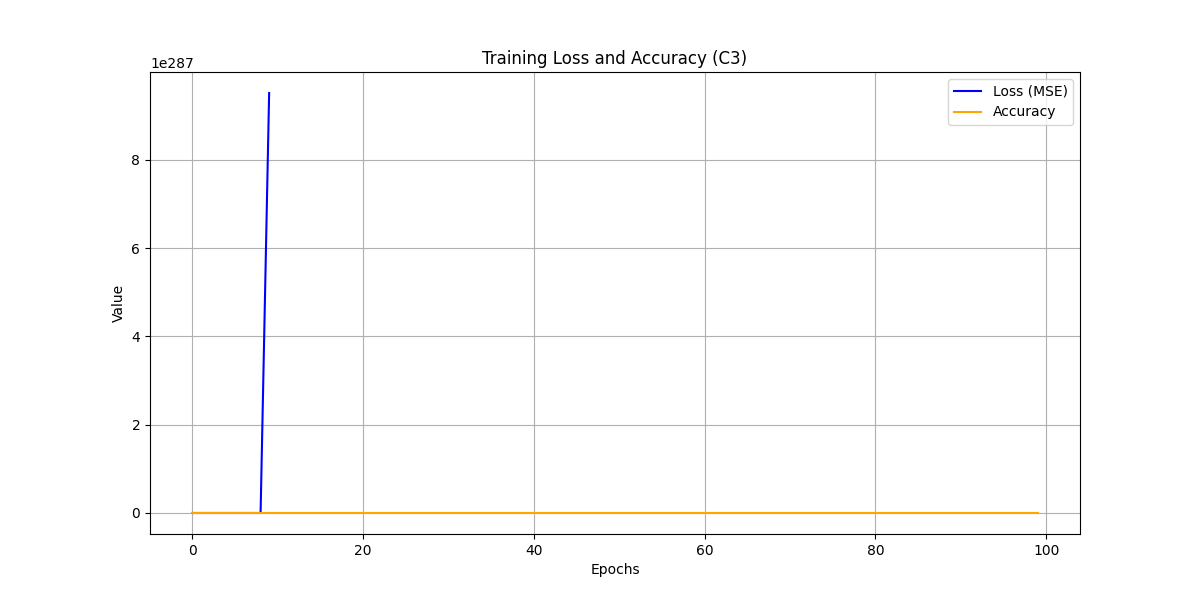 Training Loss and Accuracy (C3)
1e287
Loss (MSE)
Accuracy
8
6
4
2
0
Value
0 20 40 60 80 100
Epochs